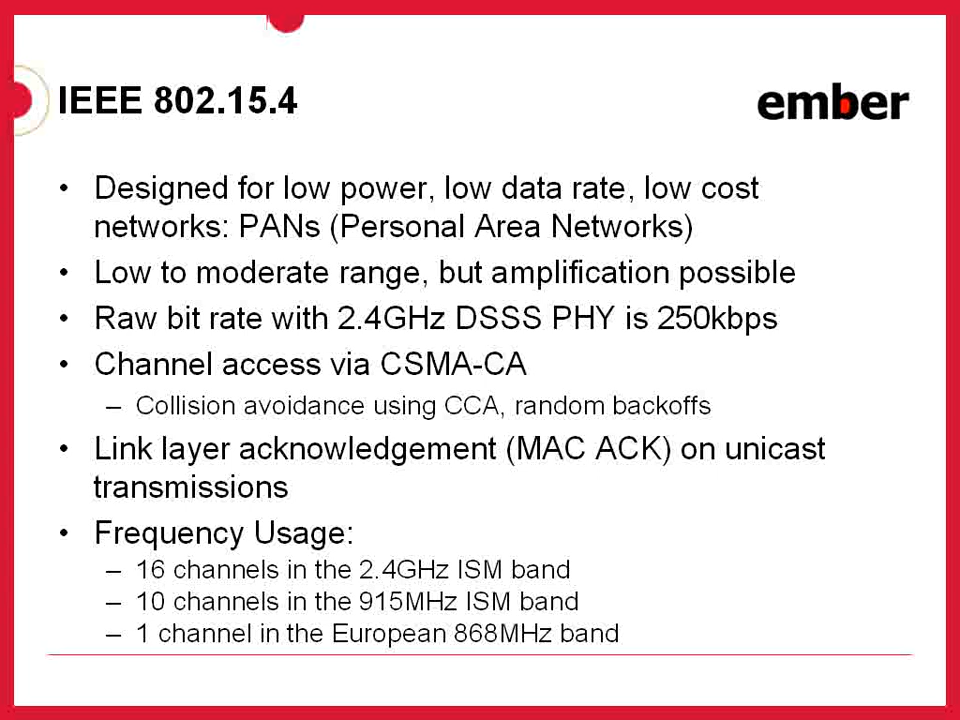 IEEE 802.15.4
ember
• Designed for low power, low data rate, low cost
networks: PANs (Personal Area Networks)
• Low to moderate range, but amplification possible
• Raw bit rate with 2.4GHz DSSS PHY is 250kbps
• Channel access via CSMA-CA
– Collision avoidance using CCA, random backoffs
• Link layer acknowledgement (MAC ACK) on unicast
transmissions
• Frequency Usage:
– 16 channels in the 2.4GHz ISM band
– 10 channels in the 915MHz ISM band
– 1 channel in the European 868MHz band